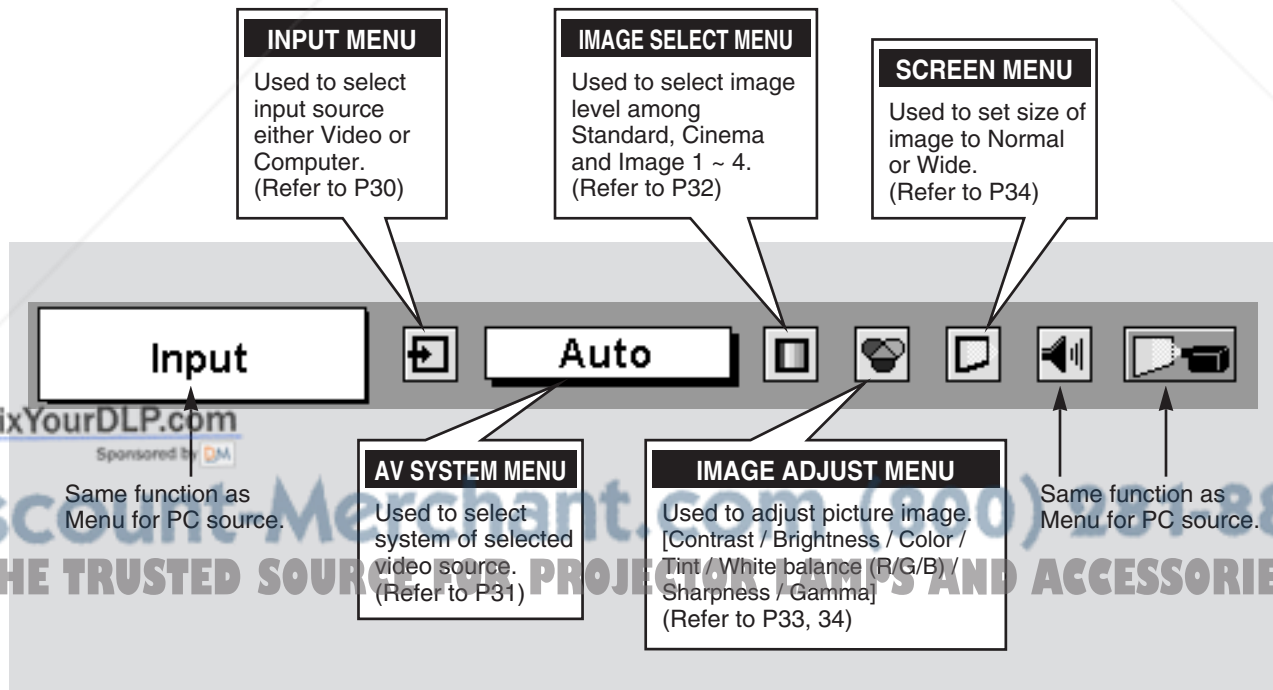 INPUT MENU
Used to select
input source
either Video or
Computer.
(Refer to P30)
IMAGE SELECT MENU
Used to select image
level among
Standard, Cinema
and Image 1 ~ 4.
(Refer to P32)
SCREEN MENU
Used to set size of
image to Normal
or Wide.
(Refer to P34)
Input
Auto
ixYourDLP.com
Sponsored by DM
Same function as
Menu for PC source.
AV SYSTEM MENU
Used to select
system of selected
video source.
(Refer to P31)
IMAGE ADJUST MENU
Used to adjust picture image.
[Contrast / Brightness / Color /
Tint / White balance (R/G/B) /
Sharpness / Gamma]
(Refer to P33, 34)
Same function as
Menu for PC source.
scount-Merchant.com (800) 281-88
HE TRUSTED SOURCE FOR PROJECTOR LAMPS AND ACCESSORIE